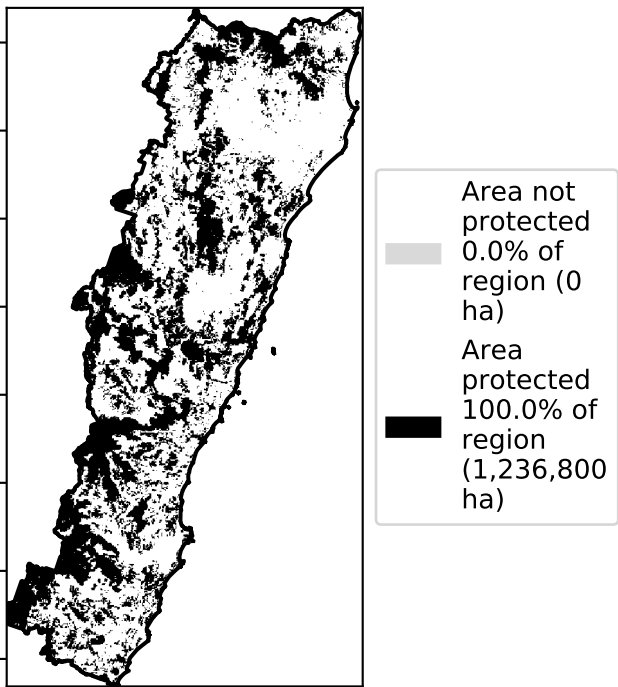 Area not
protected
0.0% of
region (0
ha)
Area
protected
100.0% of
region
(1,236,800
ha)